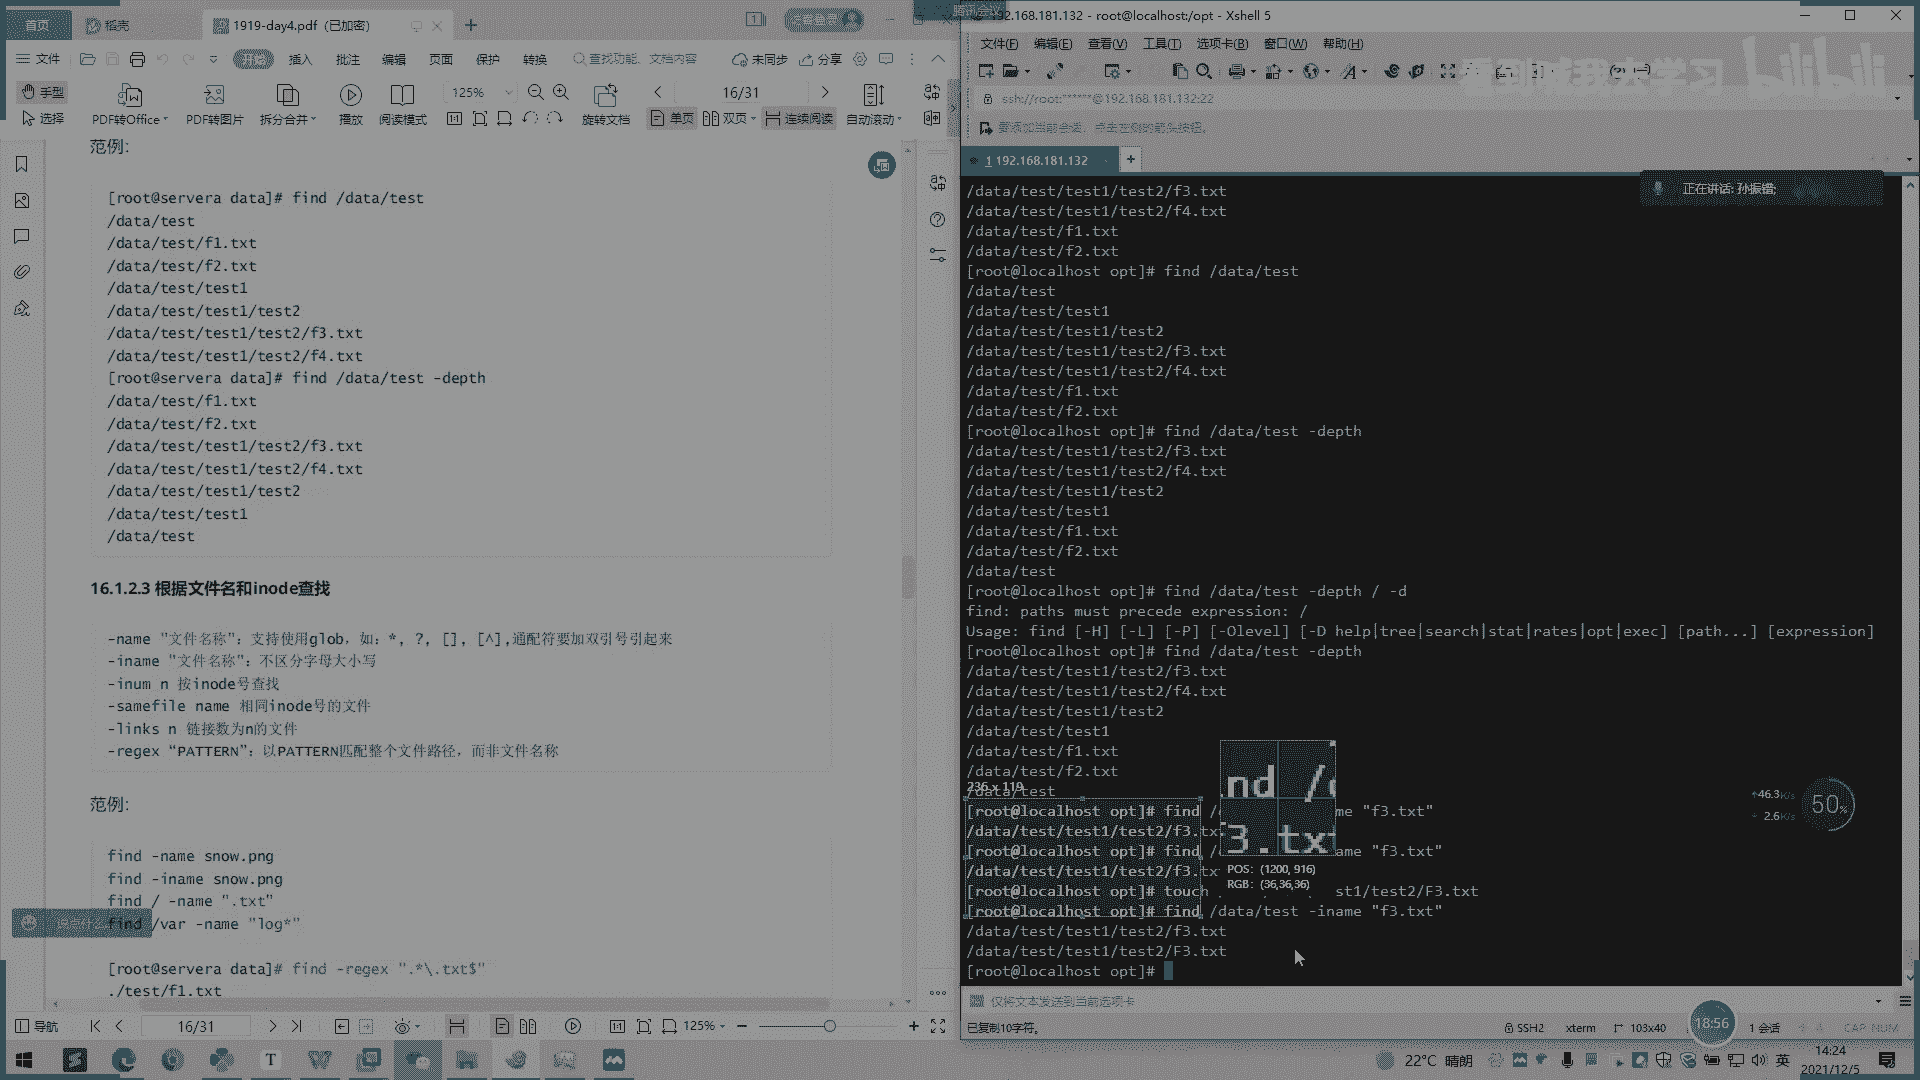 首页
稻壳
1919-day4.pdf（已加密）
文件
开始
插入
批注
编辑
页面
保护
转换
查找功能、文档内容
未同步
分享
手型
选择
PDF转Office
PDF转图片
拆分合并
播放
阅读模式
125%
16/31
旋转文档
单页
双页
连续阅读
自动滚动
范例:
[root@servera data]# find /data/test
/data/test
/data/test/f1.txt
/data/test/f2.txt
/data/test/test1
/data/test/test1/test2
/data/test/test1/test2/f3.txt
/data/test/test1/test2/f4.txt
[root@servera data]# find /data/test -depth
/data/test/f1.txt
/data/test/f2.txt
/data/test/test1/test2/f3.txt
/data/test/test1/test2/f4.txt
/data/test/test1/test2
/data/test/test1
/data/test
16.1.2.3 根据文件名和inode查找
-name "文件名称"：支持使用glob，如：*, ?, [], [^],通配符要加双引号引起来
-iname "文件名称"：不区分字母大小写
-inum n 按inode号查找
-samefile name 相同inode号的文件
-links n 链接数为n的文件
-regex “PATTERN”：以PATTERN匹配整个文件路径，而非文件名称
范例:
find -name snow.png
find -iname snow.png
find / -name ".txt"
find /var -name "log*"
[root@servera data]# find -regex ".*\.txt$"
./test/f1.txt
导航
16/31
125%
192.168.181.132 - root@localhost:/opt - Xshell 5
文件(F) 编辑(E) 查看(V) 工具(T) 选项卡(B) 窗口(W) 帮助(H)
ssh://root:******@192.168.181.132:22
要添加当前会话，点击左侧的箭头按钮。
1 192.168.181.132
正在讲话: 孙振锴;
/data/test/test1/test2/f3.txt
/data/test/test1/test2/f4.txt
/data/test/f1.txt
/data/test/f2.txt
[root@localhost opt]# find /data/test
/data/test
/data/test/test1
/data/test/test1/test2
/data/test/test1/test2/f3.txt
/data/test/test1/test2/f4.txt
/data/test/f1.txt
/data/test/f2.txt
[root@localhost opt]# find /data/test -depth
/data/test/test1/test2/f3.txt
/data/test/test1/test2/f4.txt
/data/test/test1/test2
/data/test/test1
/data/test/f1.txt
/data/test/f2.txt
/data/test
[root@localhost opt]# find /data/test -depth / -d
find: paths must precede expression: /
Usage: find [-H] [-L] [-P] [-Olevel] [-D help|tree|search|stat|rates|opt|exec] [path...] [expression]
[root@localhost opt]# find /data/test -depth
/data/test/test1/test2/f3.txt
/data/test/test1/test2/f4.txt
/data/test/test1/test2
/data/test/test1
/data/test/f1.txt
/data/test/f2.txt
/data/test
236 x 119
[root@localhost opt]# find /        me "f3.txt"
/data/test/test1/test2/f3.tx
[root@localhost opt]# find /        ame "f3.txt"
/data/test/test1/test2/f3.tx
[root@localhost opt]# touch        st1/test2/F3.txt
[root@localhost opt]# find /data/test -iname "f3.txt"
/data/test/test1/test2/f3.txt
/data/test/test1/test2/F3.txt
[root@localhost opt]#
nd /
3.tx
POS: (1200, 916)
RGB: (36,36,36)
46.3K/s
2.6K/s
50%
仅将文本发送到当前选项卡
已复制10字符。
SSH2
xterm
103x40
18:56
1 会话
CAP NUM
22°C 晴朗
英
14:24
2021/12/5